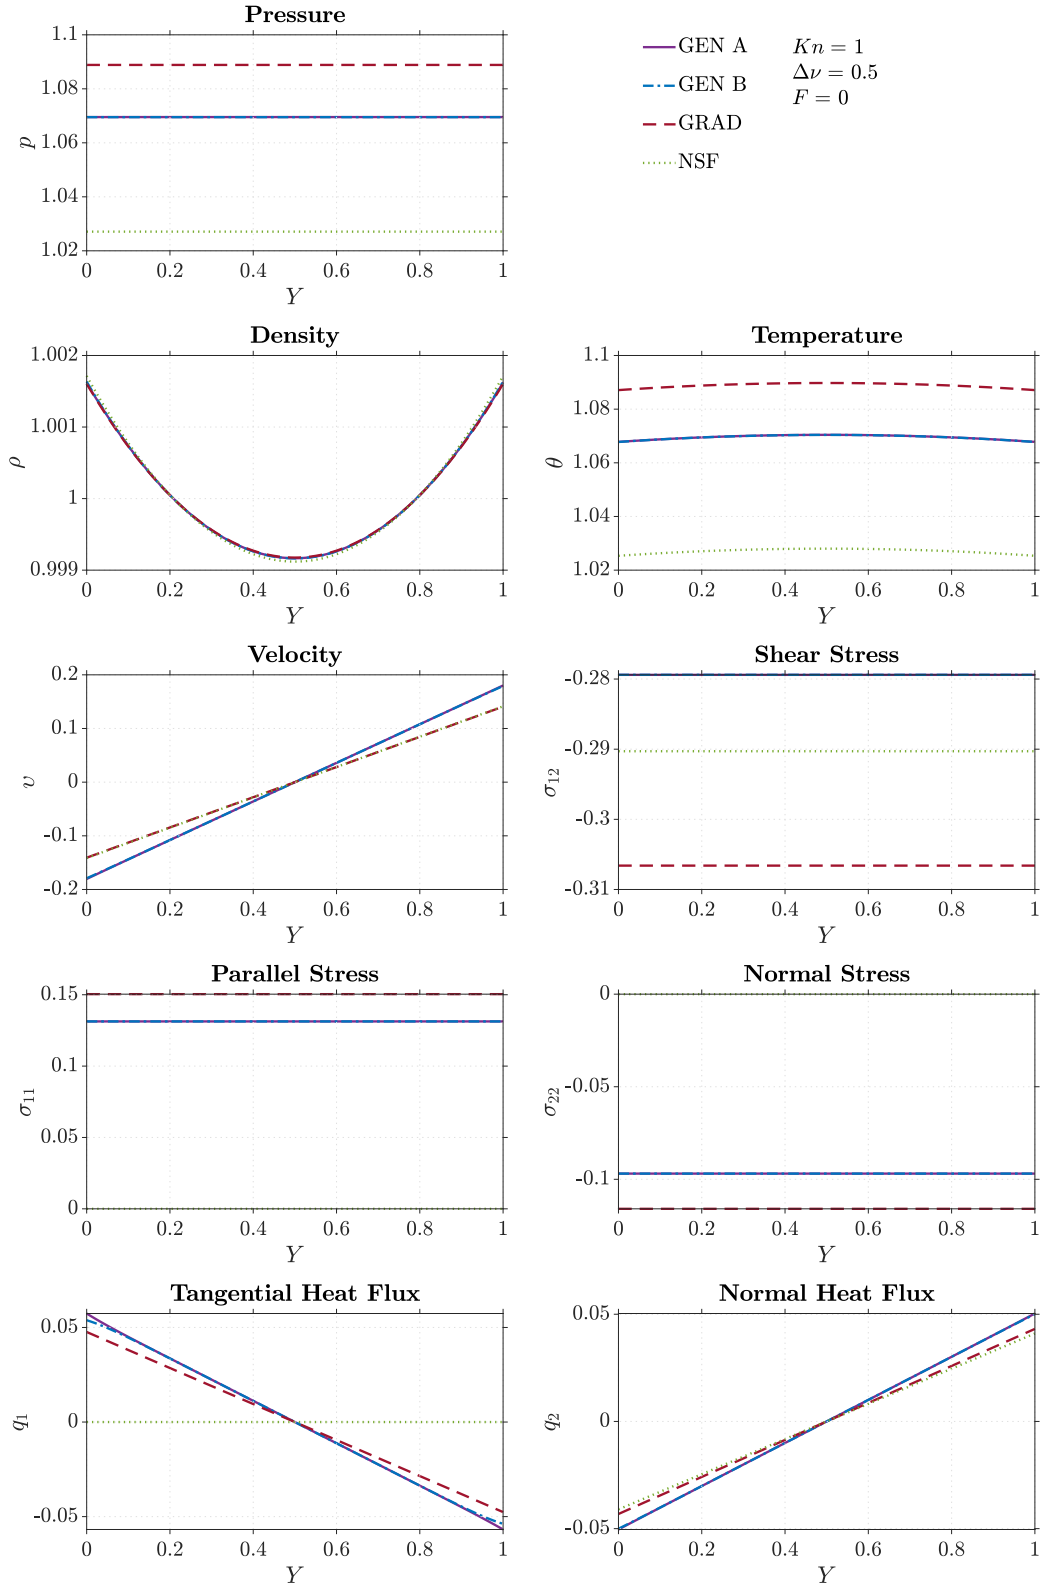 Pressure
1.1
1.08
1.06
1.04
1.02
p
0 0.2 0.4 0.6 0.8 1
Y
GEN A
GEN B
GRAD
NSF
Kn = 1
Δν = 0.5
F = 0
Density
1.002
1.001
1
0.999
ρ
0 0.2 0.4 0.6 0.8 1
Y
Temperature
1.1
1.08
1.06
1.04
1.02
θ
0 0.2 0.4 0.6 0.8 1
Y
Velocity
0.2
0.1
0
-0.1
-0.2
v
0 0.2 0.4 0.6 0.8 1
Y
Shear Stress
-0.28
-0.29
-0.3
-0.31
σ12
0 0.2 0.4 0.6 0.8 1
Y
Parallel Stress
0.15
0.1
0.05
0
σ11
0 0.2 0.4 0.6 0.8 1
Y
Normal Stress
0
-0.05
-0.1
σ22
0 0.2 0.4 0.6 0.8 1
Y
Tangential Heat Flux
0.05
0
-0.05
q1
0 0.2 0.4 0.6 0.8 1
Y
Normal Heat Flux
0.05
0
-0.05
q2
0 0.2 0.4 0.6 0.8 1
Y